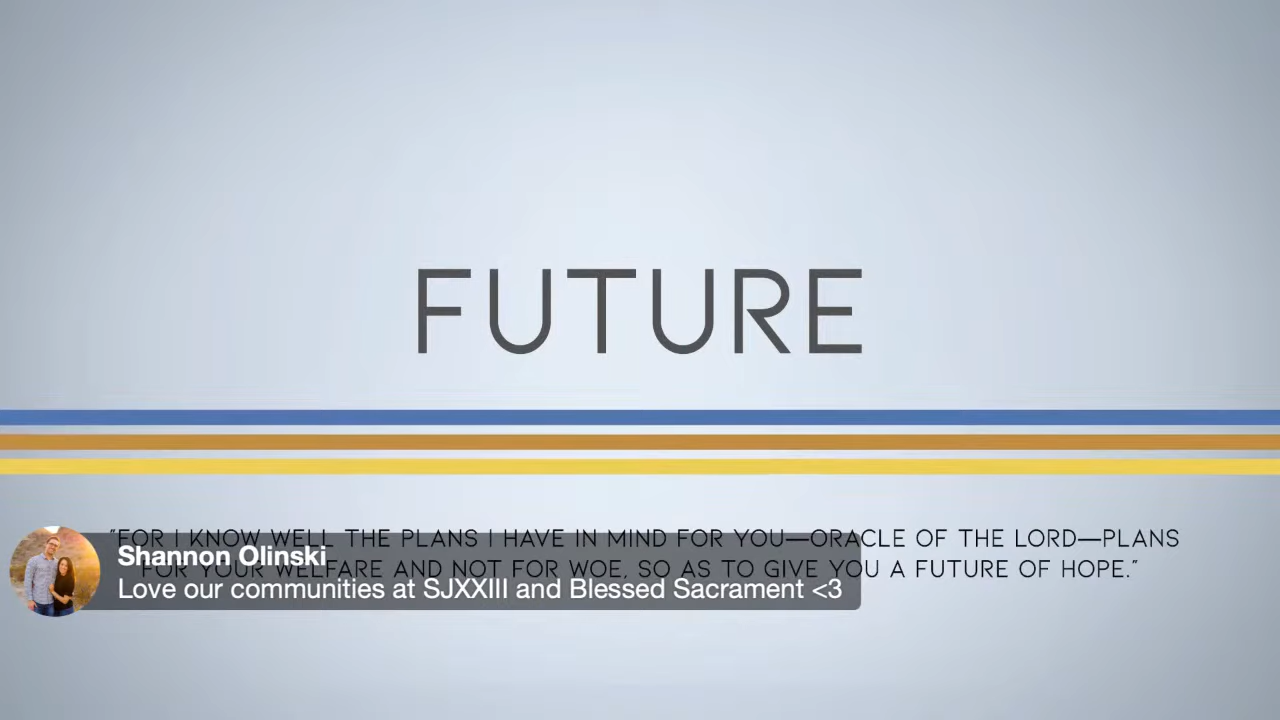 FUTURE
"FOR I KNOW WELL THE PLANS I HAVE IN MIND FOR YOU—ORACLE OF THE LORD—PLANS
FOR YOUR WELFARE AND NOT FOR WOE, SO AS TO GIVE YOU A FUTURE OF HOPE."
Shannon Olinski
Love our communities at SJXXIII and Blessed Sacrament <3